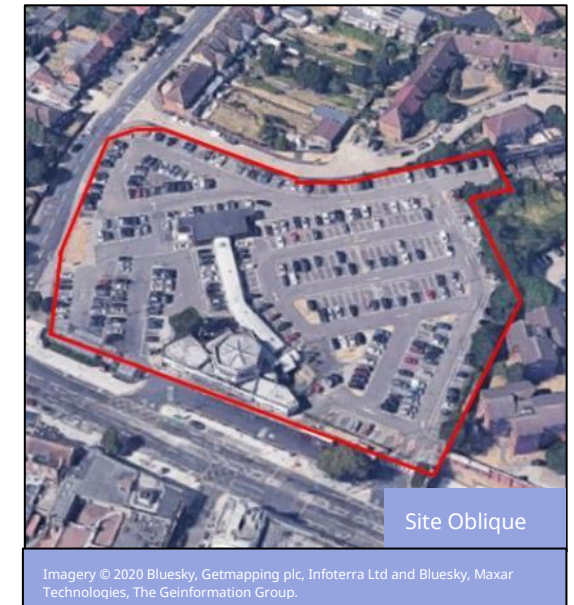 Site Oblique
Imagery © 2020 Bluesky, Getmapping plc, Infoterra Ltd and Bluesky, Maxar
Technologies, The Geinformation Group.